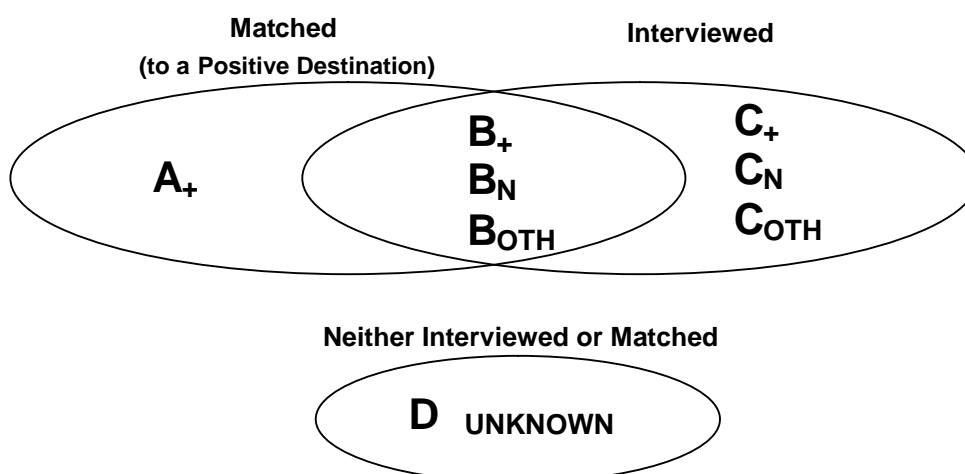 Matched
(to a Positive Destination)
Interviewed
A+
B+
BN
BOTH
C+
CN
COTH
Neither Interviewed or Matched
D UNKNOWN